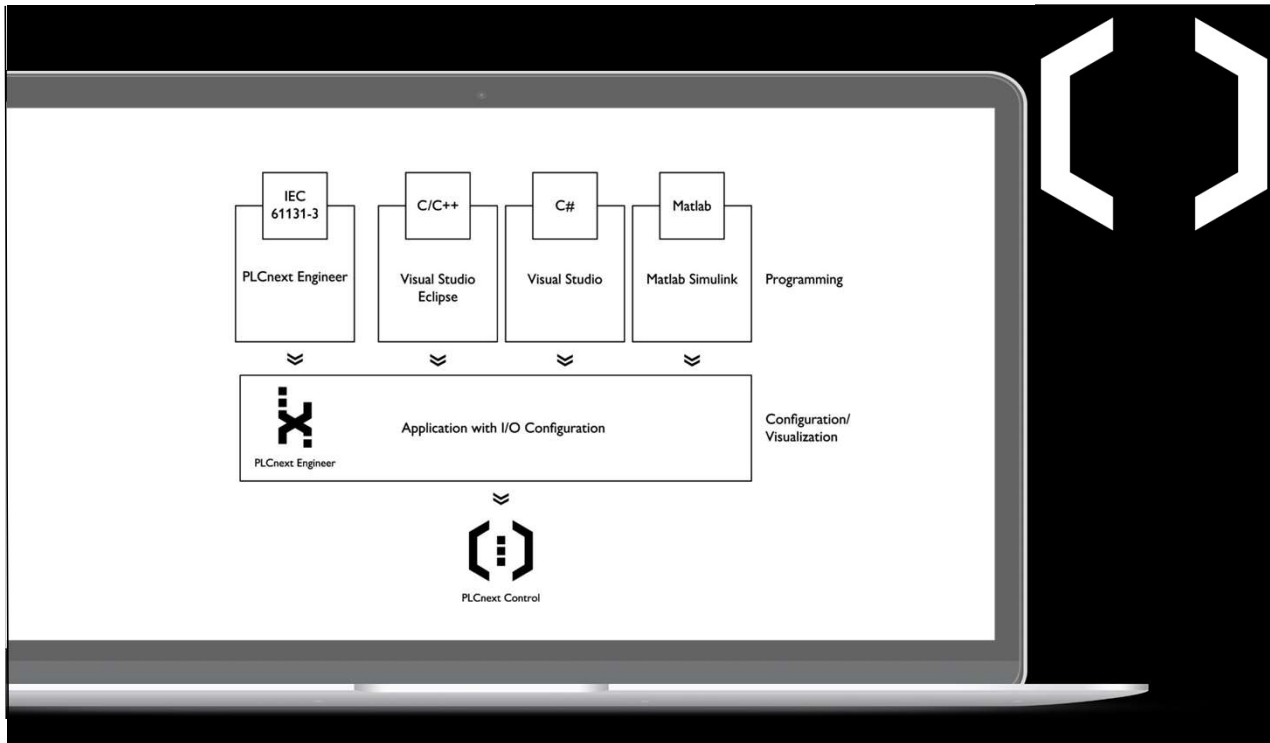 IEC
61131-3
C/C++
C#
Matlab
PLCnext Engineer
Visual Studio
Eclipse
Visual Studio
Matlab Simulink
Programming
Application with I/O Configuration
PLCnext Engineer
Configuration/
Visualization
PLCnext Control